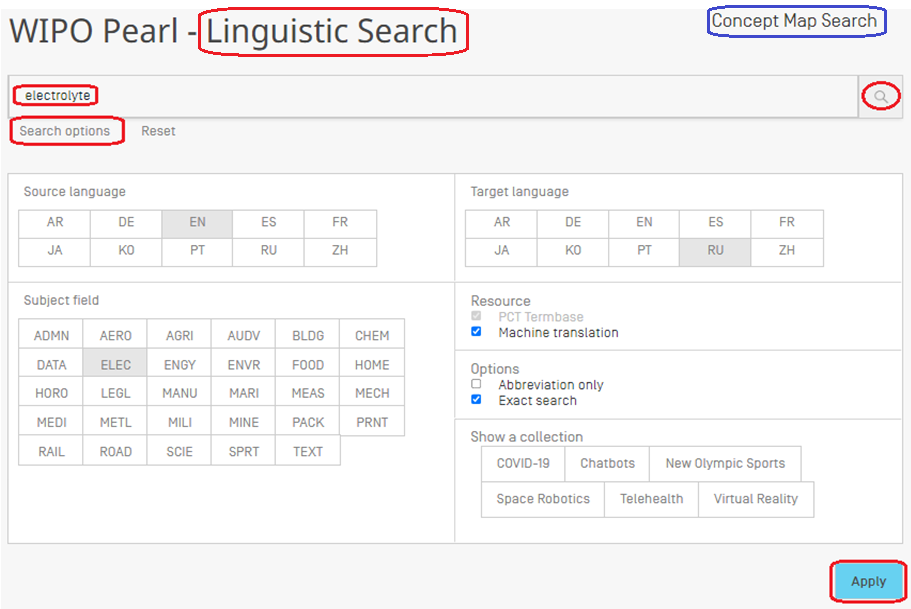 WIPO Pearl - Linguistic Search
Concept Map Search
electrolyte
Search options Reset
Source language
AR DE EN ES FR
JA KO PT RU ZH
Target language
AR DE EN ES FR
JA KO PT RU ZH
Subject field
ADMN AERO AGRI AUDV BLDG CHEM
DATA ELEC ENGY ENVR FOOD HOME
HORO LEGL MANU MARI MEAS MECH
MEDI METL MILI MINE PACK PRNT
RAIL ROAD SCIE SPRT TEXT
Resource
PCT Termbase
Machine translation
Options
Abbreviation only
Exact search
Show a collection
COVID-19 Chatbots New Olympic Sports
Space Robotics Telehealth Virtual Reality
Apply